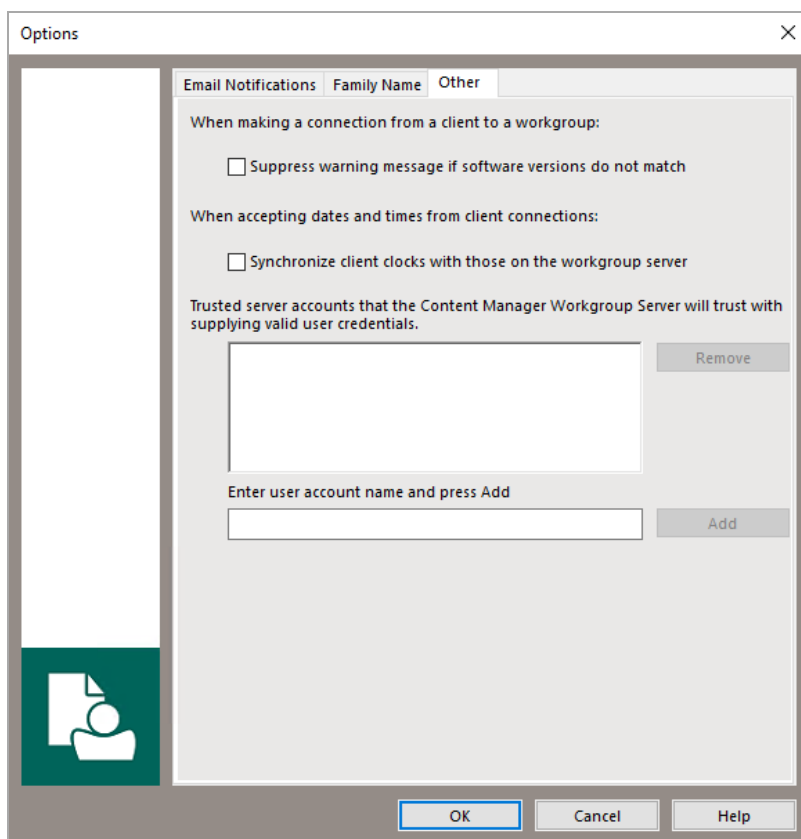 Options
Email Notifications
Family Name
Other
When making a connection from a client to a workgroup:
Suppress warning message if software versions do not match
When accepting dates and times from client connections:
Synchronize client clocks with those on the workgroup server
Trusted server accounts that the Content Manager Workgroup Server will trust with
supplying valid user credentials.
Remove
Enter user account name and press Add
Add
OK
Cancel
Help